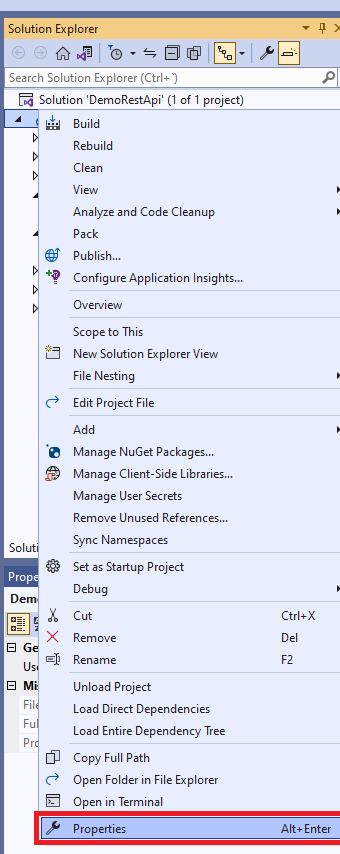 Solution Explorer
Search Solution Explorer (Ctrl+`)
Solution 'DemoRestApi' (1 of 1 project)
Build
Rebuild
Clean
View
Analyze and Code Cleanup
Pack
Publish...
Configure Application Insights...
Overview
Scope to This
New Solution Explorer View
File Nesting
Edit Project File
Add
Manage NuGet Packages...
Manage Client-Side Libraries...
Manage User Secrets
Remove Unused References...
Sync Namespaces
Soluti
Set as Startup Project
Prope
Debug
Demo
Cut Ctrl+X
Remove Del
Ge
Rename F2
Use
Mis
Unload Project
File
Load Direct Dependencies
Full
Load Entire Dependency Tree
Pro
Copy Full Path
Open Folder in File Explorer
Open in Terminal
Properties Alt+Enter